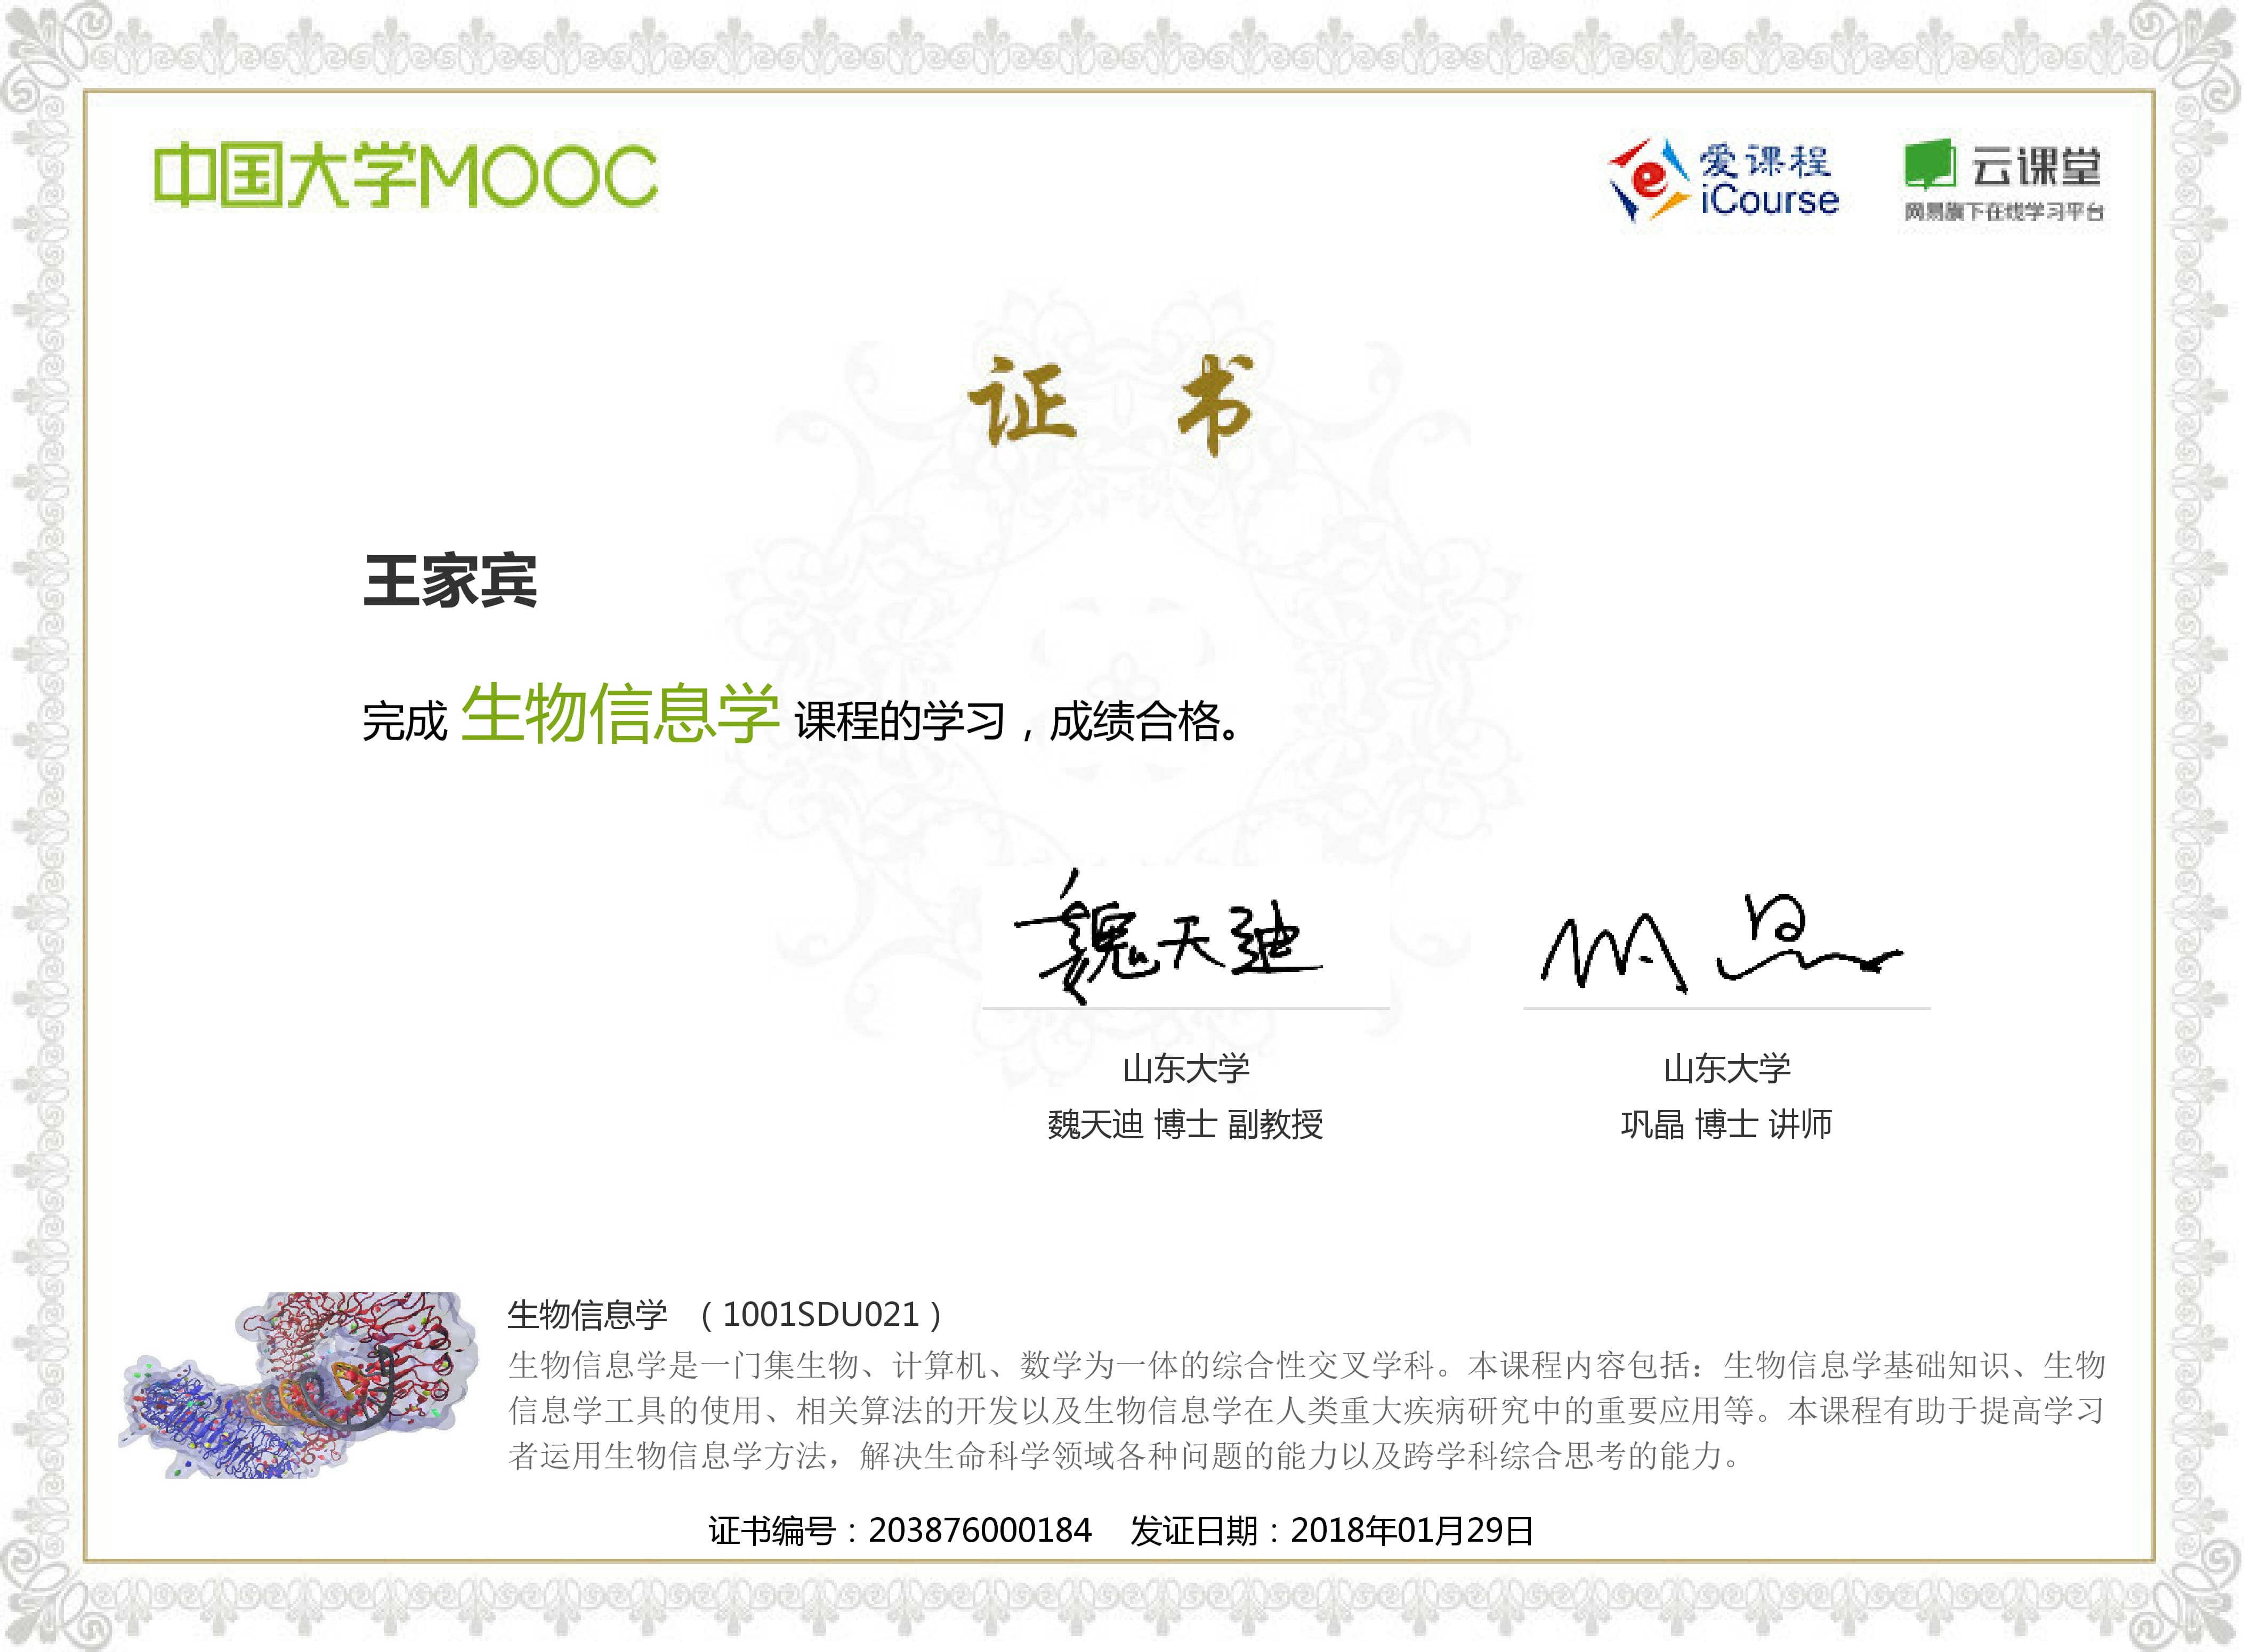 中国大学MOOC
爱课程
iCourse
云课堂
网易旗下在线学习平台
证 书
王家宾
完成 生物信息学 课程的学习，成绩合格。
魏天迪
巩晶
山东大学
魏天迪 博士 副教授
山东大学
巩晶 博士 讲师
生物信息学 （1001SDU021）
生物信息学是一门集生物、计算机、数学为一体的综合性交叉学科。本课程内容包括：生物信息学基础知识、生物
信息学工具的使用、相关算法的开发以及生物信息学在人类重大疾病研究中的重要应用等。本课程有助于提高学习
者运用生物信息学方法，解决生命科学领域各种问题的能力以及跨学科综合思考的能力。
证书编号：203876000184 发证日期：2018年01月29日